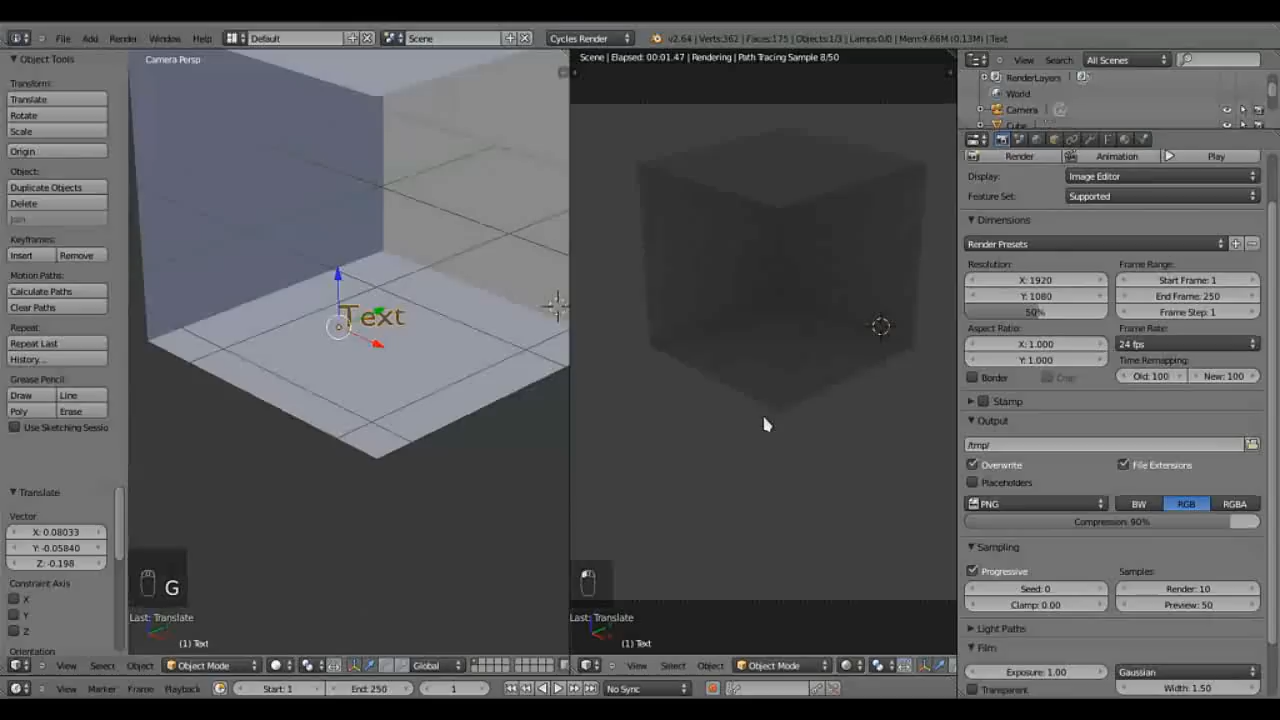 File Add Render Window Help Default Scene Cycles Render v2.64 | Verts:362 | Faces:175 | Objects:1/3 | Lamps:0/0 | Mem:9.66M (0.13M) | Text
Object Tools
Transform:
Translate
Rotate
Scale
Origin
Object:
Duplicate Objects
Delete
Join
Keyframes:
Insert Remove
Motion Paths:
Calculate Paths
Clear Paths
Repeat:
Repeat Last
History...
Grease Pencil:
Draw Line
Poly Erase
Use Sketching Sessio
Translate
Vector
X: 0.08033
Y: -0.05840
Z: -0.198
Constraint Axis
X
Y
Z
Orientation
Camera Persp
Text
G
Last: Translate
(1) Text
View Select Object Object Mode Global
Scene | Elapsed: 00:01.47 | Rendering | Path Tracing Sample 8/50
Last: Translate
(1) Text
View Select Object Object Mode
View Search All Scenes
RenderLayers
World
Camera
Cube
Render Animation Play
Display: Image Editor
Feature Set: Supported
Dimensions
Render Presets
Resolution: Frame Range:
X: 1920 Start Frame: 1
Y: 1080 End Frame: 250
50% Frame Step: 1
Aspect Ratio: Frame Rate:
X: 1.000 24 fps
Y: 1.000 Time Remapping:
Border Crop Old: 100 New: 100
Stamp
Output
/tmp/
Overwrite File Extensions
Placeholders
PNG BW RGB RGBA
Compression: 90%
Sampling
Progressive Samples:
Seed: 0 Render: 10
Clamp: 0.00 Preview: 50
Light Paths
Film
Exposure: 1.00 Gaussian
Transparent Width: 1.50
View Marker Frame Playback Start: 1 End: 250 1 No Sync